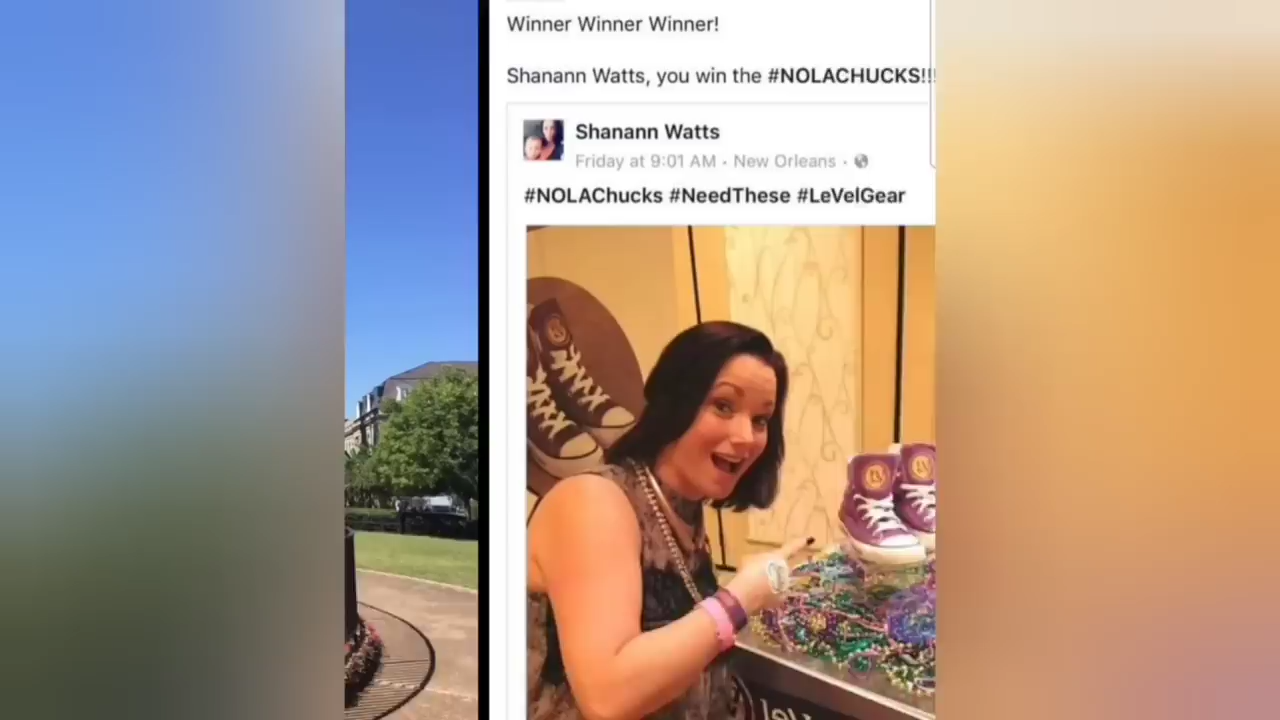 Winner Winner Winner!
Shanann Watts, you win the #NOLACHUCKS!!!
Shanann Watts
Friday at 9:01 AM · New Orleans ·
#NOLAChucks #NeedThese #LeVelGear